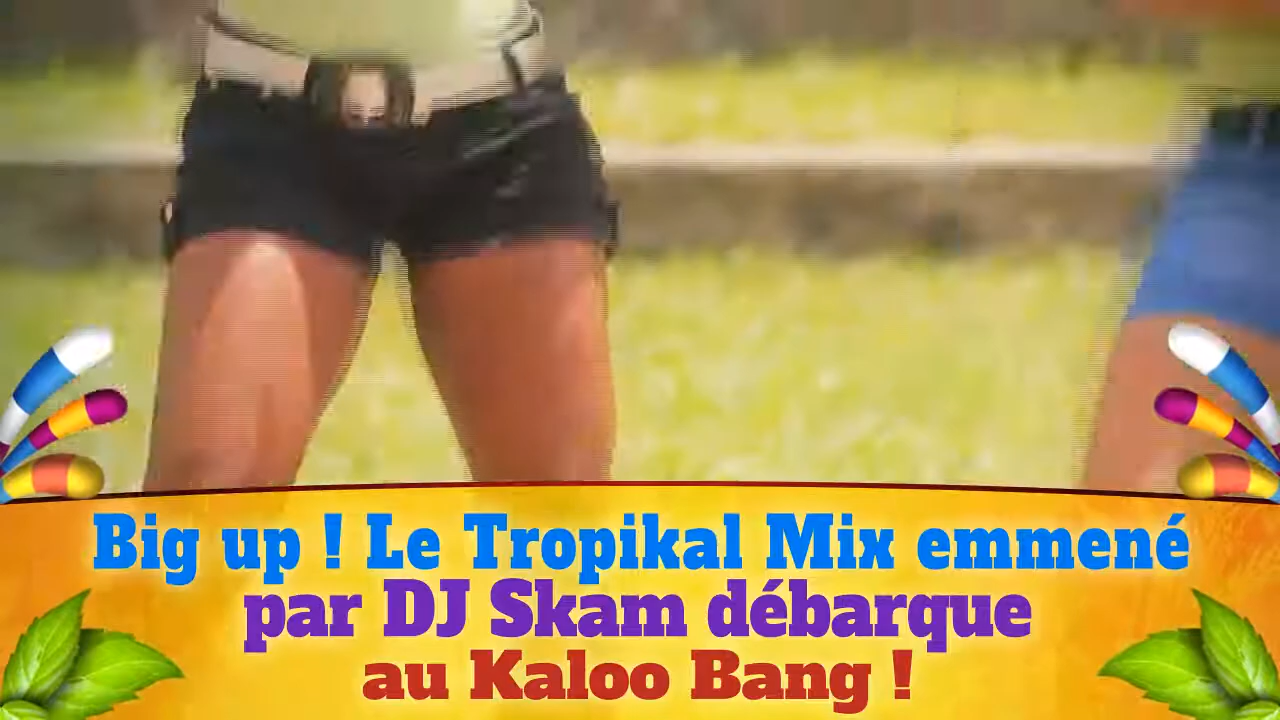 Big up ! Le Tropikal Mix emmené
par DJ Skam débarque
au Kaloo Bang !